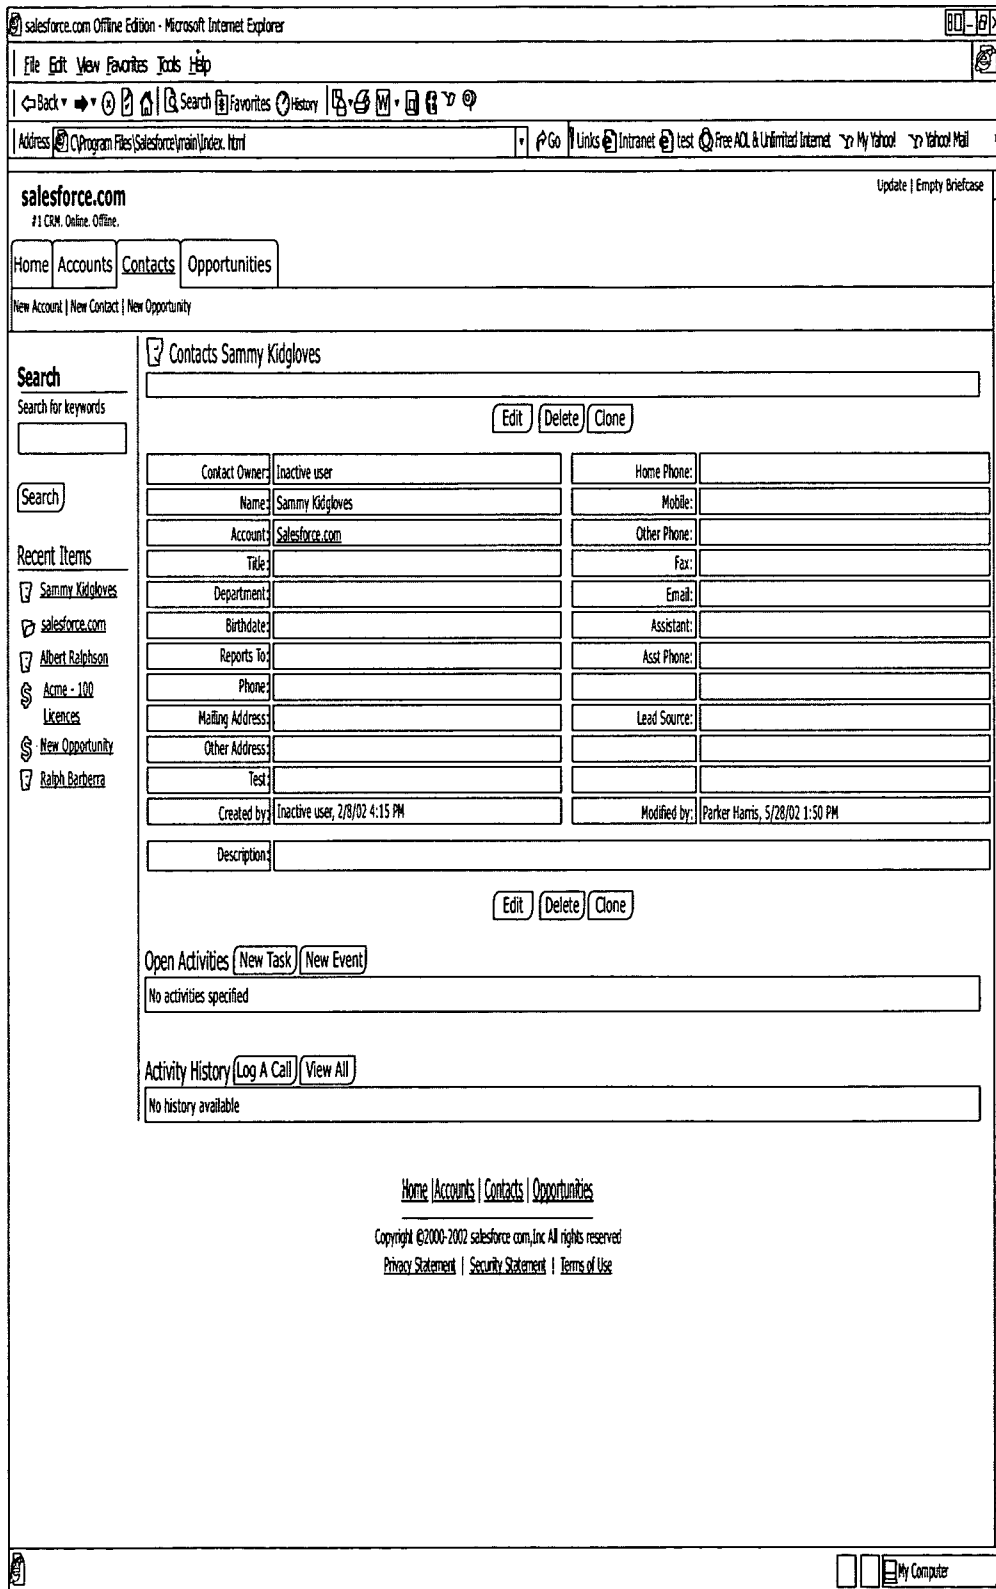 salesforce.com Offline Edition - Microsoft Internet Explorer
File Edit View Favorites Tools Help
Back Search Favorites History W
Address C\Program Files\Salesforce\main\Index. html Go Links Intranet test Free AOL & Unlimited Internet My Yahoo! Yahoo! Mail
Update | Empty Briefcase
salesforce.com
#1 CRM. Online. Offline.
Home Accounts Contacts Opportunities
New Account | New Contact | New Opportunity
Search
Search for keywords
Search
Recent Items
Sammy Kidgloves
salesforce.com
Albert Ralphson
$ Acme - 100
Licences
$ New Opportunity
Ralph Barberra
Contacts Sammy Kidgloves
Edit Delete Clone
Contact Owner: Inactive user Home Phone:
Name: Sammy Kidgloves Mobile:
Account: Salesforce.com Other Phone:
Title: Fax:
Department: Email:
Birthdate: Assistant:
Reports To: Asst Phone:
Phone:
Mailing Address: Lead Source:
Other Address:
Test:
Created by: Inactive user, 2/8/02 4:15 PM Modified by: Parker Harris, 5/28/02 1:50 PM
Description:
Edit Delete Clone
Open Activities New Task New Event
No activities specified
Activity History Log A Call View All
No history available
Home |Accounts | Contacts | Opportunities
Copyright ©2000-2002 salesforce com,Inc All rights reserved
Privacy Statement | Security Statement | Terms of Use
My Computer